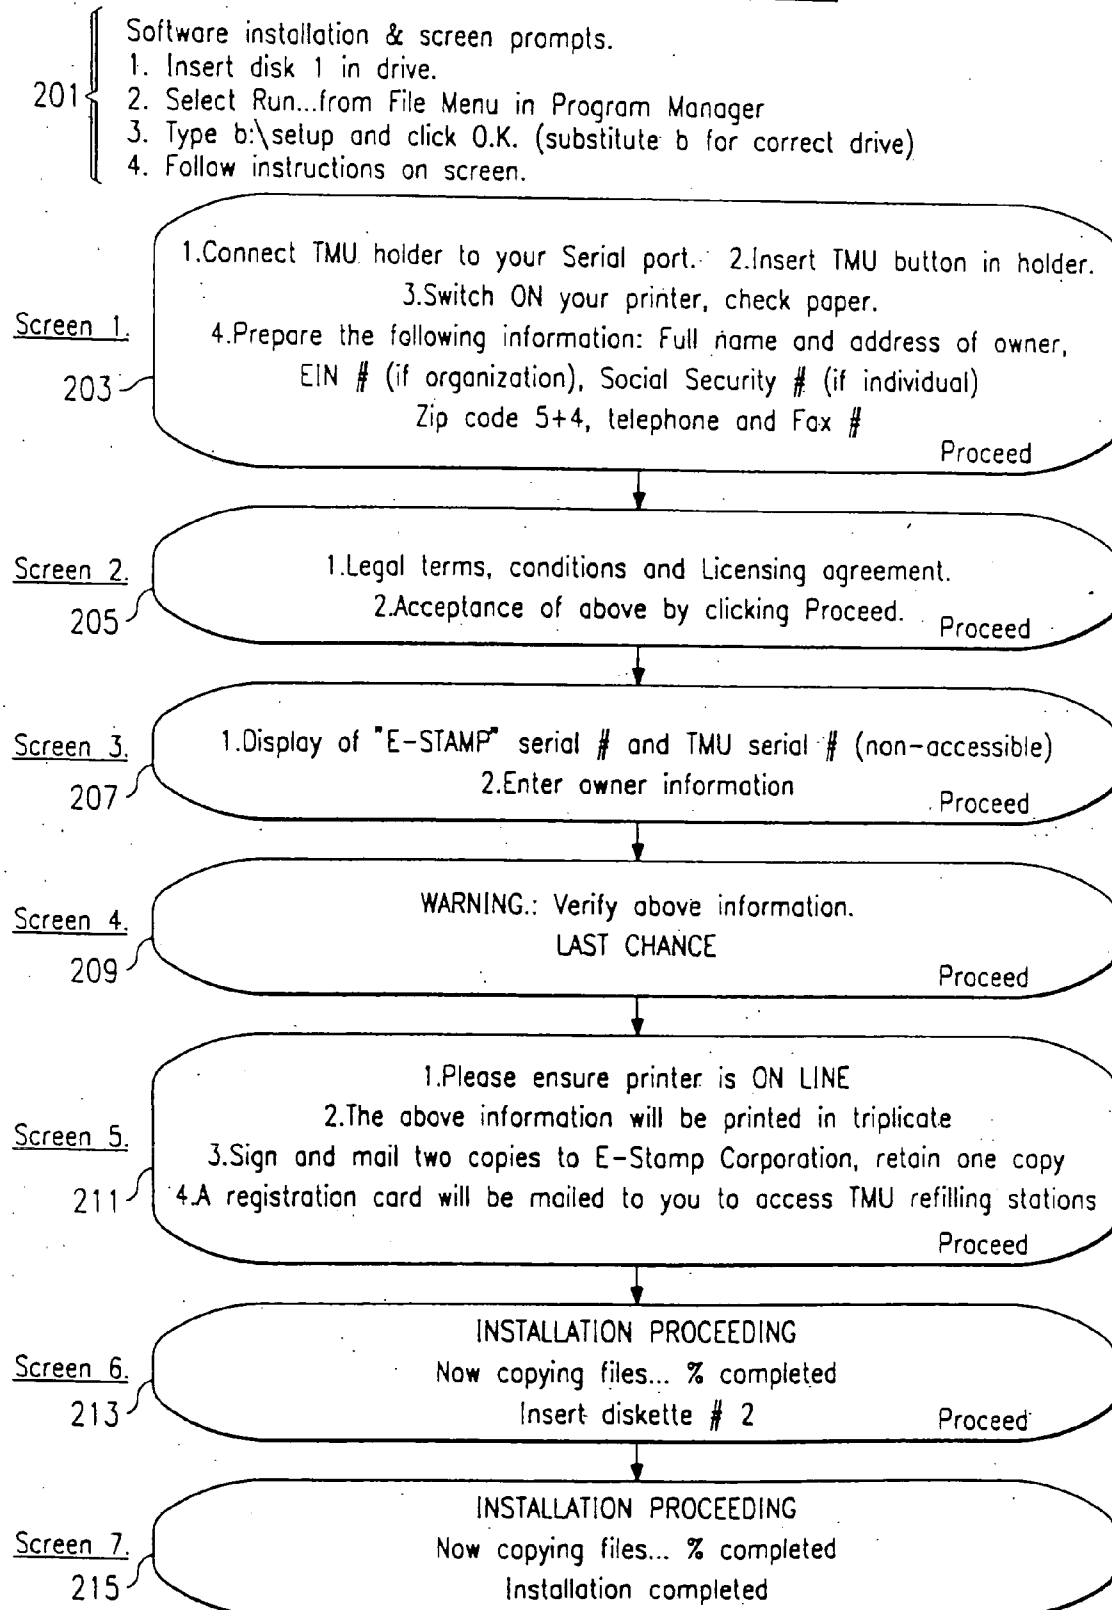 Software installation & screen prompts.
1. Insert disk 1 in drive.
201
2. Select Run...from File Menu in Program Manager
3. Type b:\setup and click O.K. (substitute b for correct drive)
4. Follow instructions on screen.
1.Connect TMU holder to your Serial port. 2.Insert TMU button in holder.
3.Switch ON your printer, check paper.
Screen 1.
4.Prepare the following information: Full name and address of owner,
203
EIN # (if organization), Social Security # (if individual)
Zip code 5+4, telephone and Fax #
Proceed
Screen 2.
1.Legal terms, conditions and Licensing agreement.
205
2.Acceptance of above by clicking Proceed.
Proceed
Screen 3.
1.Display of "E-STAMP" serial # and TMU serial # (non-accessible)
207
2.Enter owner information
Proceed
Screen 4.
WARNING.: Verify above information.
209
LAST CHANCE
Proceed
1.Please ensure printer is ON LINE
2.The above information will be printed in triplicate
Screen 5.
3.Sign and mail two copies to E-Stamp Corporation, retain one copy
211
4.A registration card will be mailed to you to access TMU refilling stations
Proceed
INSTALLATION PROCEEDING
Screen 6.
Now copying files... % completed
213
Insert diskette # 2
Proceed
INSTALLATION PROCEEDING
Screen 7.
Now copying files... % completed
215
Installation completed